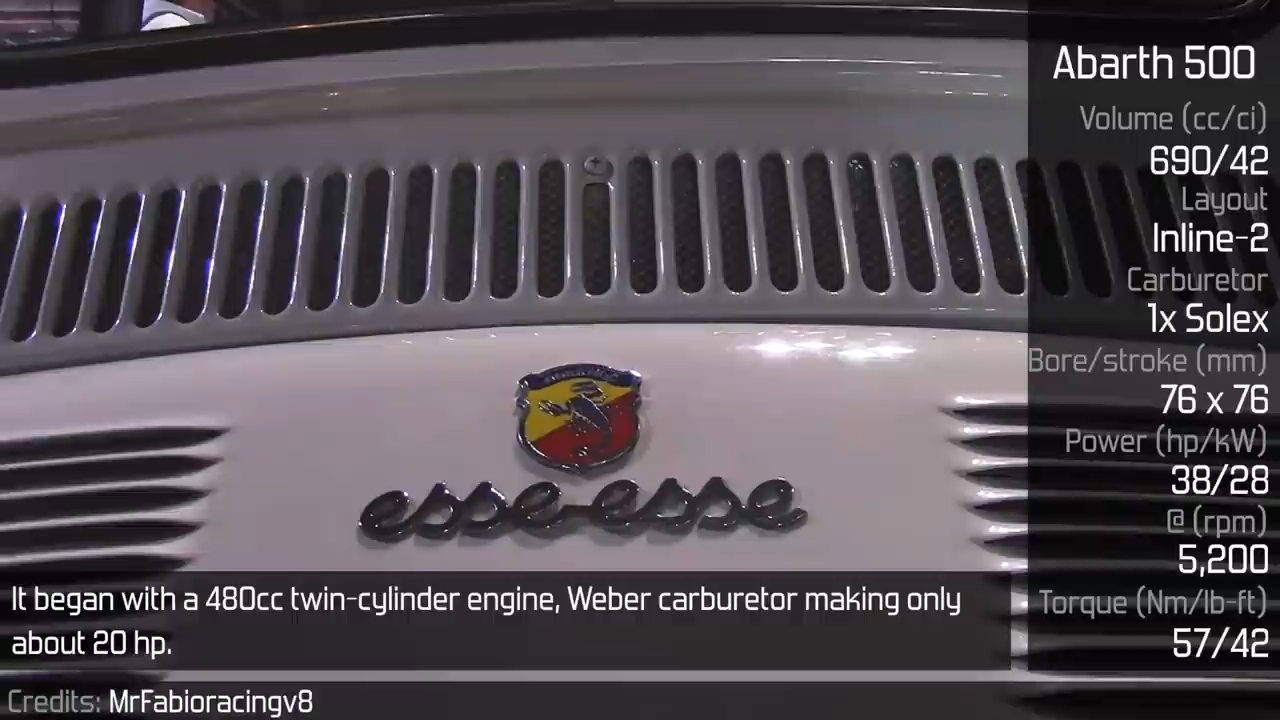 Abarth 500
Volume (cc/ci)
690/42
Layout
Inline-2
Carburetor
1x Solex
Bore/stroke (mm)
76 x 76
Power (hp/kW)
38/28
@ (rpm)
5,200
Torque (Nm/lb-ft)
57/42
esse-esse
It began with a 480cc twin-cylinder engine, Weber carburetor making only
about 20 hp.
Credits: MrFabioracingv8